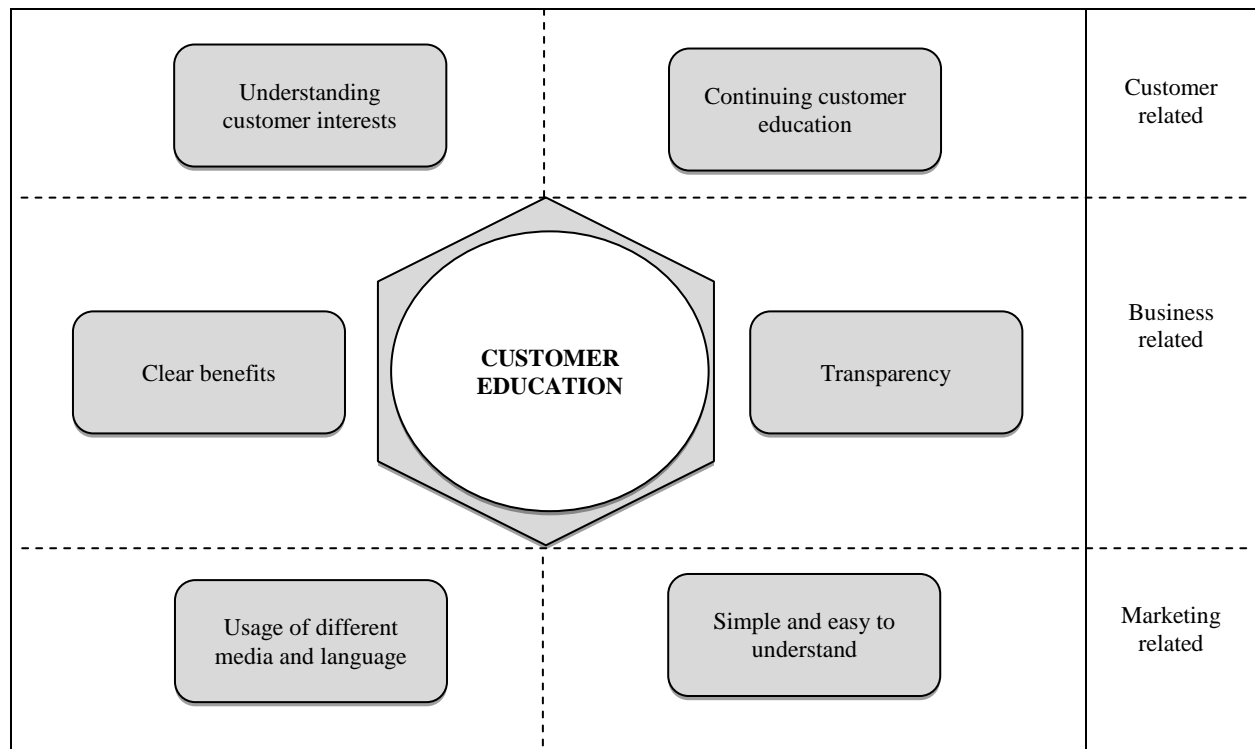 Understanding
customer interests
Continuing customer
education
Customer
related
Clear benefits
CUSTOMER
EDUCATION
Transparency
Business
related
Usage of different
media and language
Simple and easy to
understand
Marketing
related